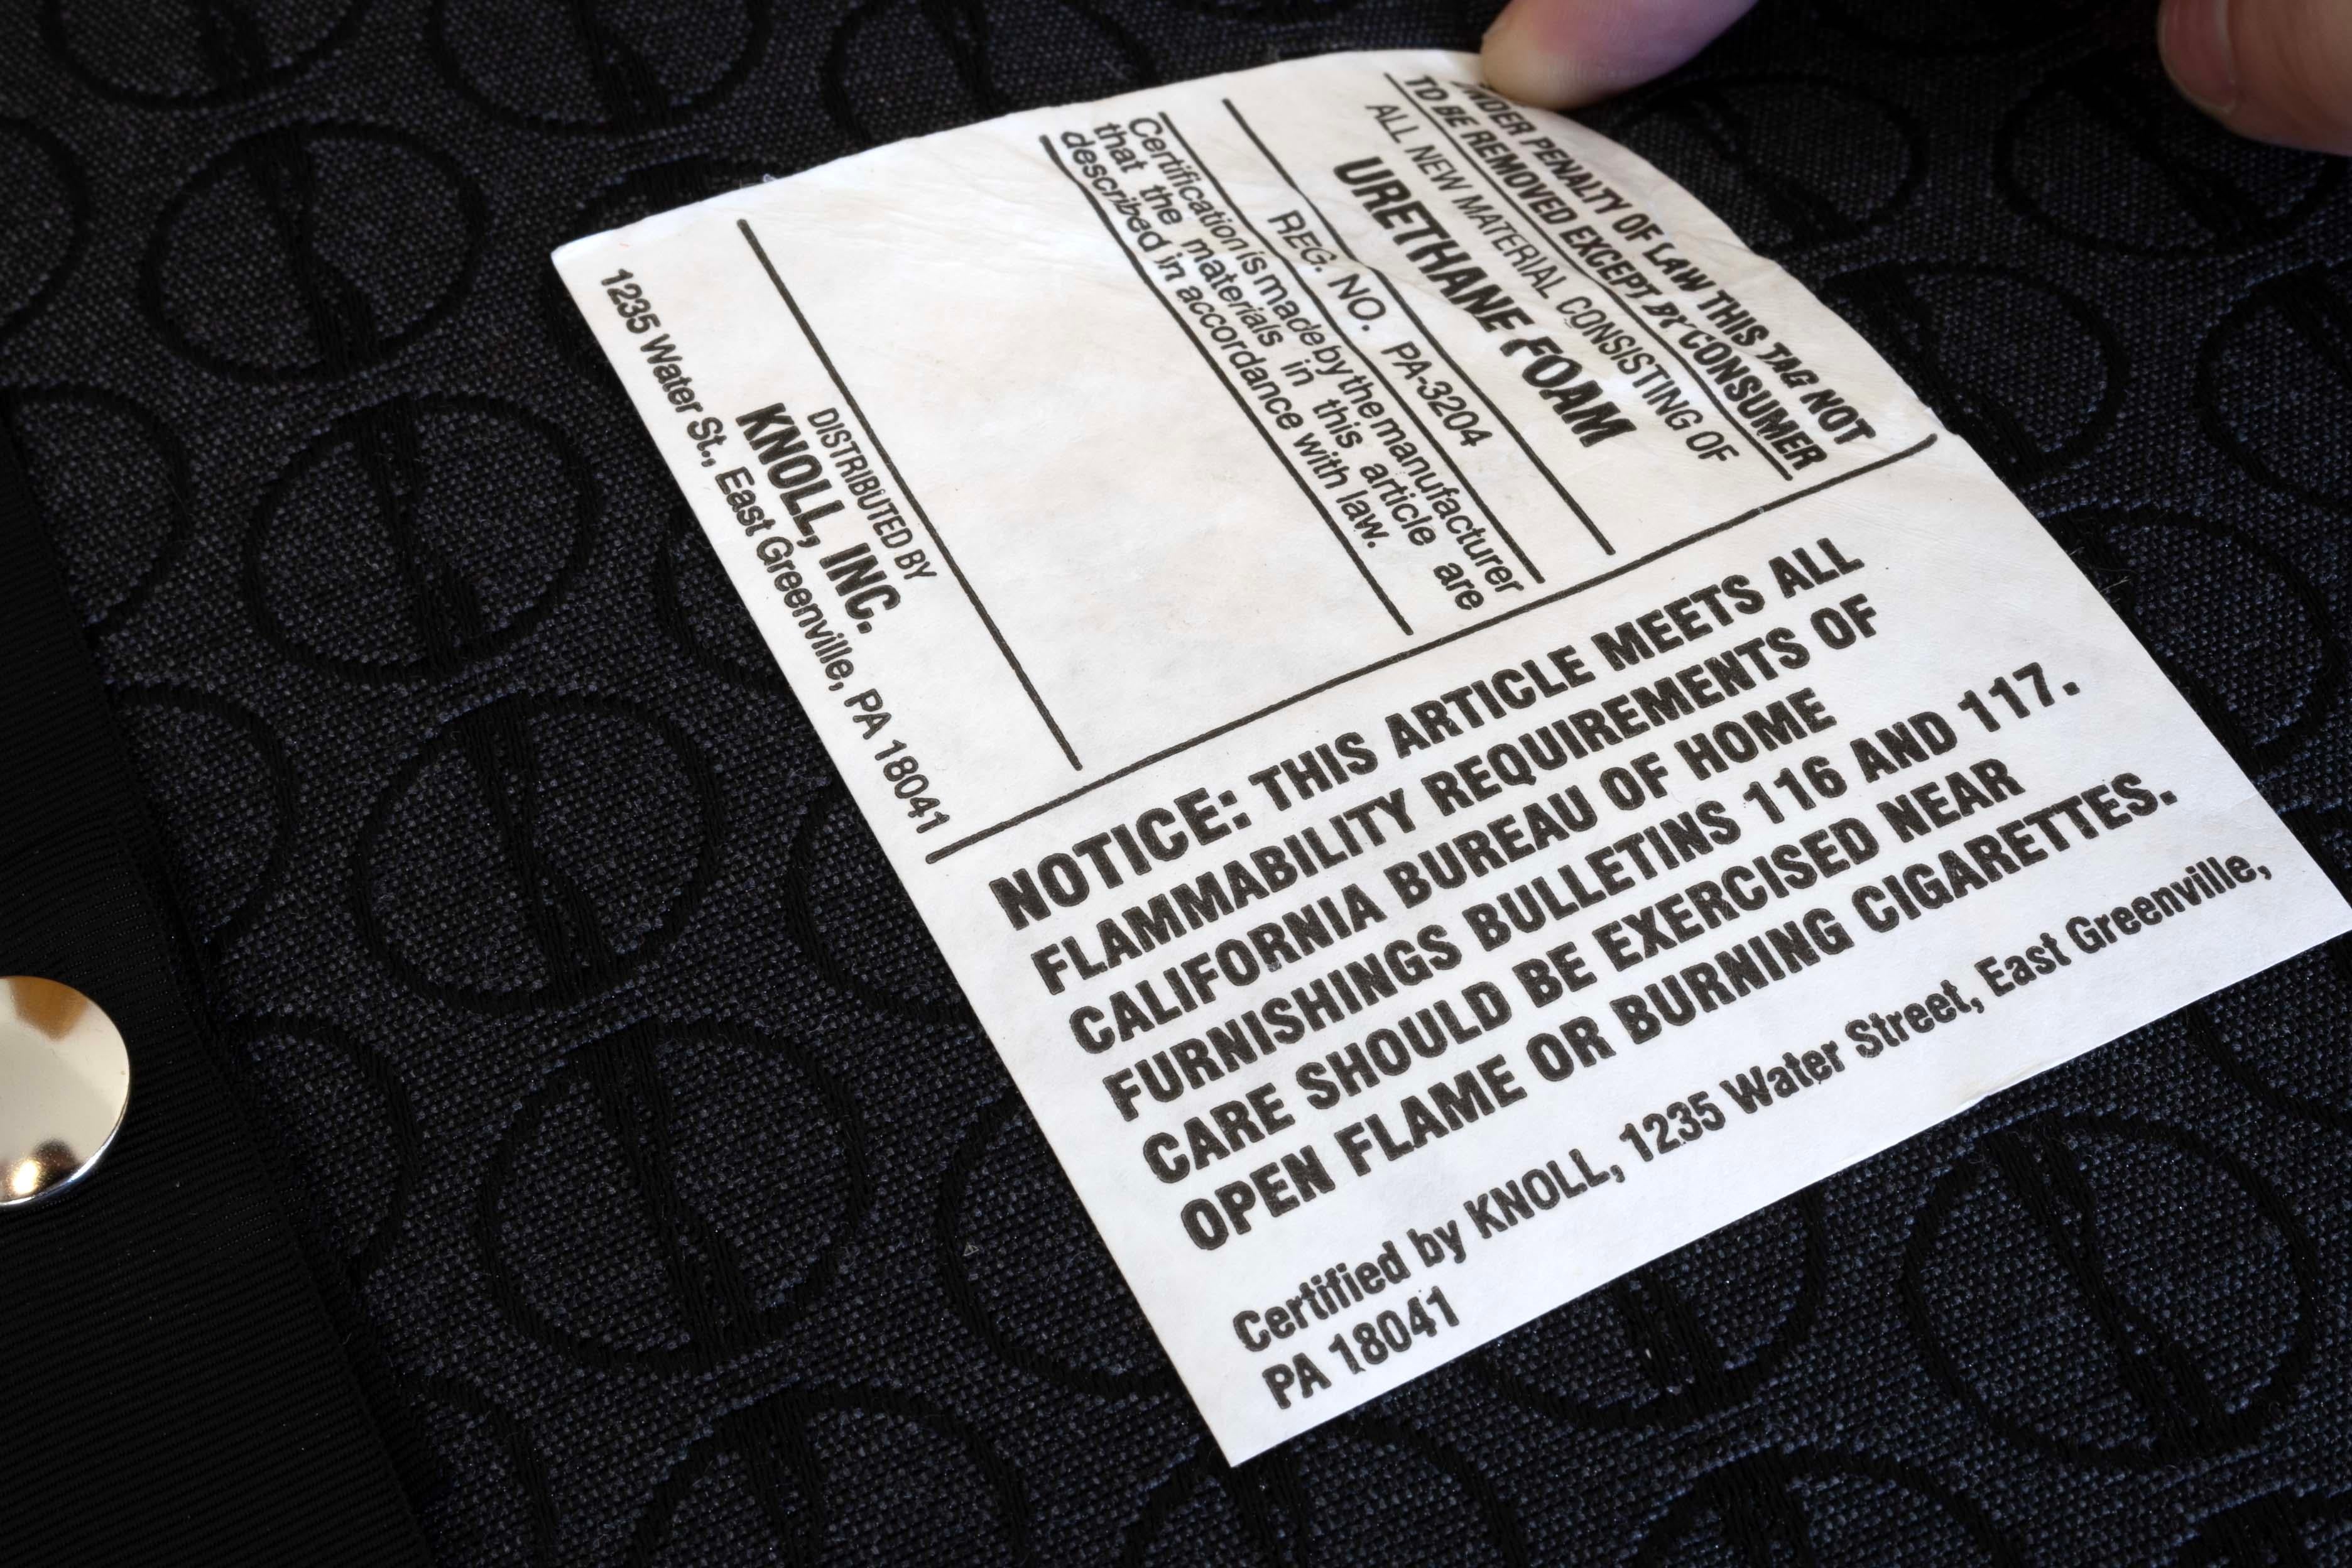 UNDER PENALTY OF LAW THIS TAG NOT
TO BE REMOVED EXCEPT BY CONSUMER
ALL NEW MATERIAL CONSISTING OF
URETHANE FOAM
REG. NO. PA-3204
Certification is made by the manufacturer
that the materials in this article are
described in accordance with law.
DISTRIBUTED BY
KNOLL, INC.
1235 Water St., East Greenville, PA 18041
NOTICE: THIS ARTICLE MEETS ALL
FLAMMABILITY REQUIREMENTS OF
CALIFORNIA BUREAU OF HOME
FURNISHINGS BULLETINS 116 AND 117.
CARE SHOULD BE EXERCISED NEAR
OPEN FLAME OR BURNING CIGARETTES.
Certified by KNOLL, 1235 Water Street, East Greenville,
PA 18041